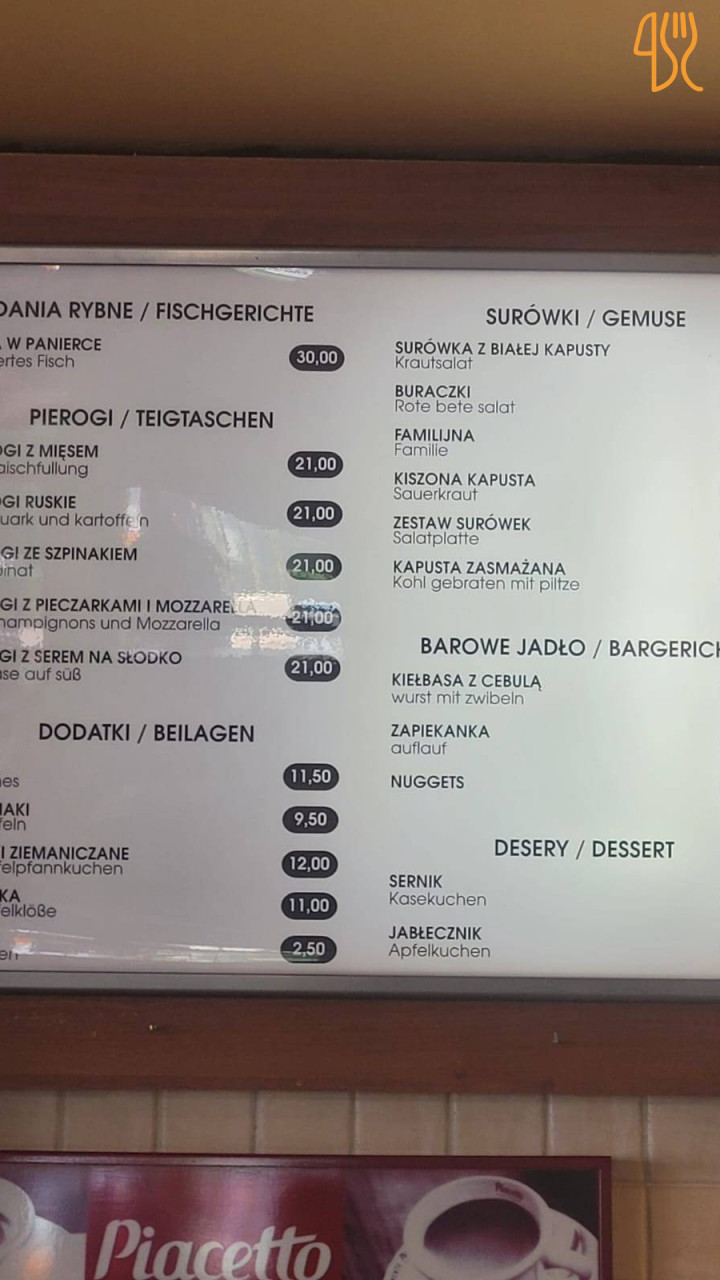 DANIA RYBNE / FISCHGERICHTE
W PANIERCE
Fisch
30,00
PIEROGI / TEIGTASCHEN
Z MIĘSEM
21,00
RUSKIE
und kartoffeln
21,00
ZE SZPINAKIEM
21,00
Z PIECZARKAMI I MOZZARELLA
und Mozzarella
21,00
Z SEREM NA SŁODKO
auf süß
21,00
DODATKI / BEILAGEN
11,50
9,50
ZIEMANICZANE
12,00
11,00
2,50
SURÓWKI / GEMUSE
SURÓWKA Z BIAŁEJ KAPUSTY
Krautsalat
BURACZKI
Rote bete salat
FAMILIJNA
Familie
KISZONA KAPUSTA
Sauerkraut
ZESTAW SURÓWEK
Salatplatte
KAPUSTA ZASMAŻANA
Kohl gebraten mit piltze
BAROWE JADŁO / BARGERICH
KIEŁBASA Z CEBULĄ
wurst mit zwibeln
ZAPIEKANKA
auflauf
NUGGETS
DESERY / DESSERT
SERNIK
Kasekuchen
JABŁECZNIK
Apfelkuchen
Piacetto
Piacetto